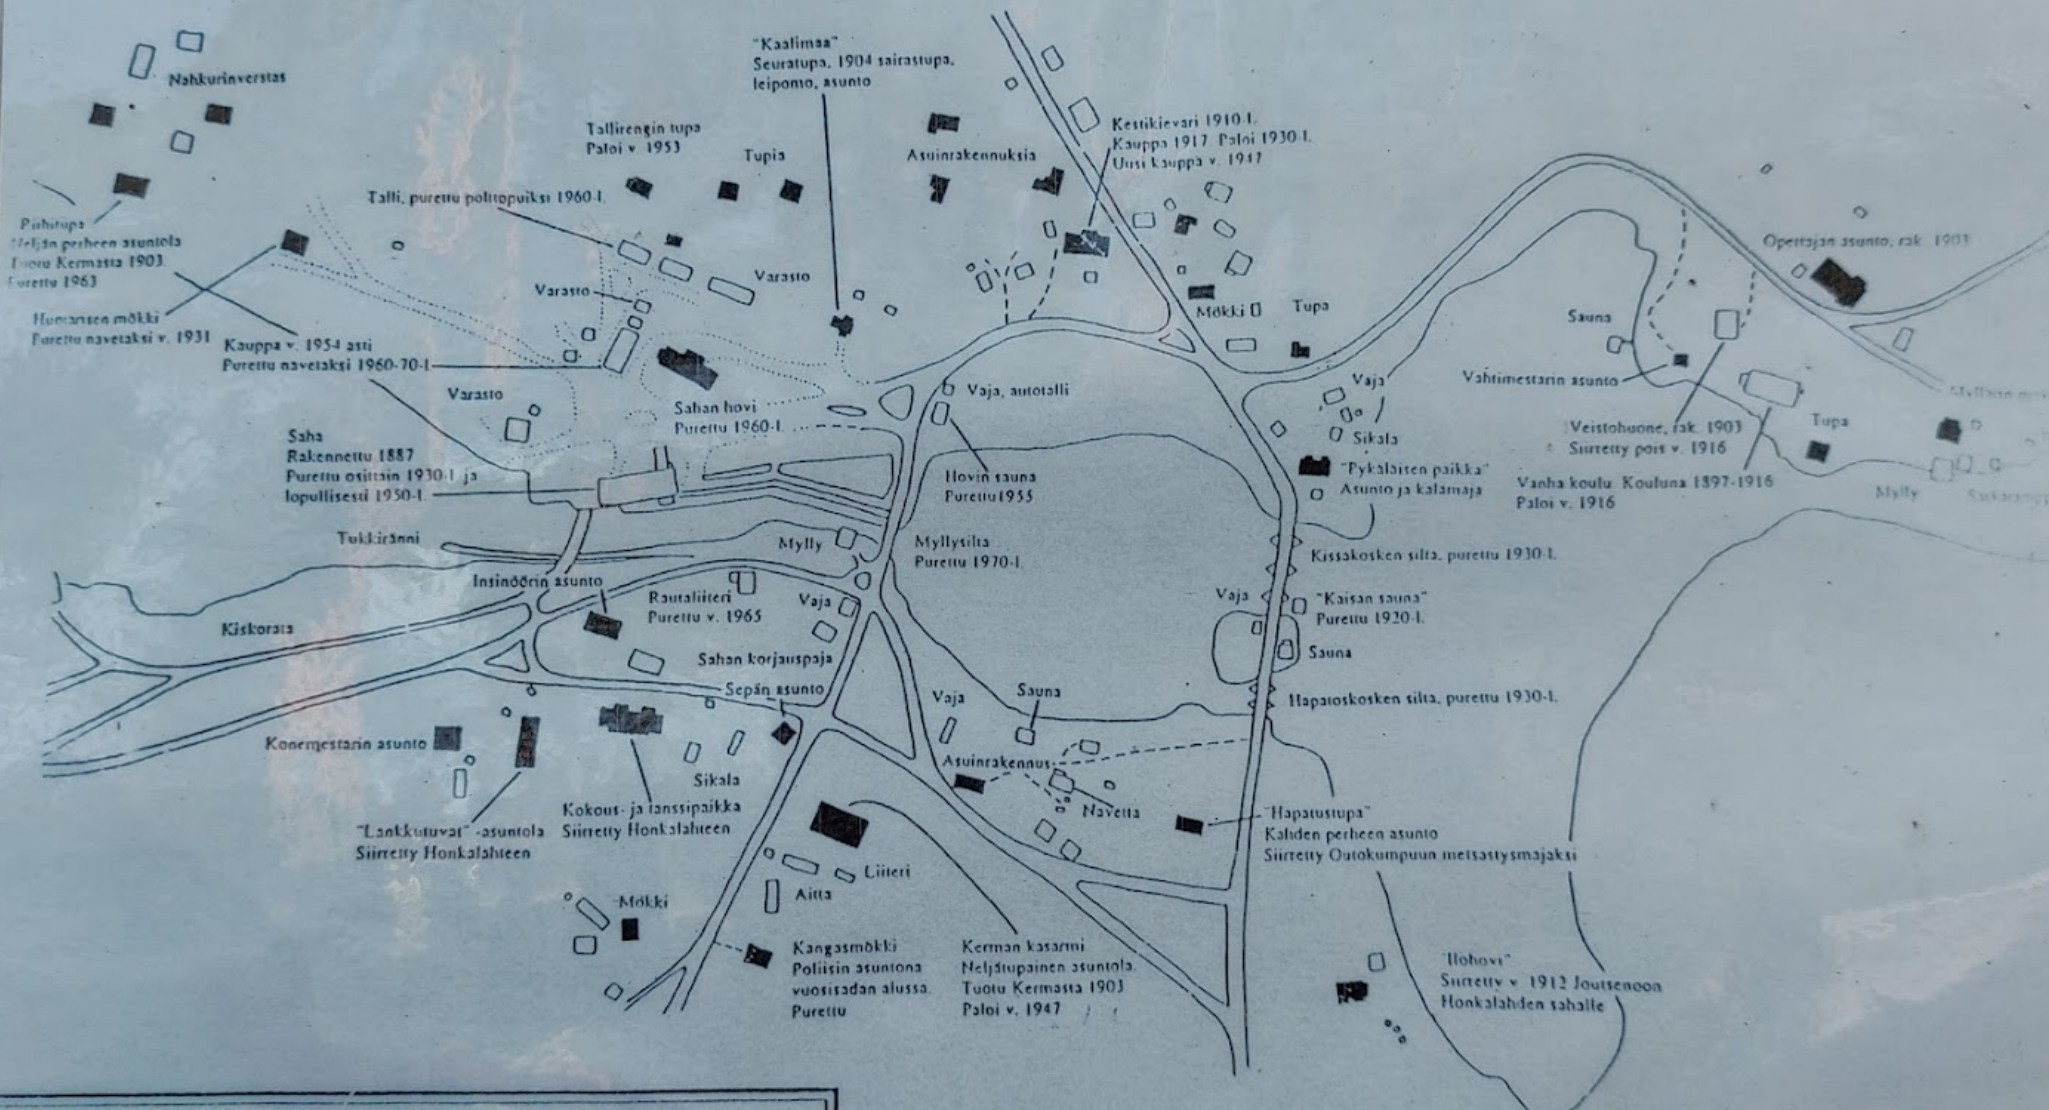 Nahkurinverstas
"Kaalimaa"
Seuratupa, 1904 sairastupa,
leipomo, asunto
Tallirengin tupa
Paloi v. 1953
Tupia
Asuinrakennuksia
Kestikievari 1910-l.
Kauppa 1917 Paloi 1930-l.
Uusi kauppa v. 1947
Talli, purettu polttopuiksi 1960-l.
Pirhitupa
Neljän perheen asuntola
Tuotu Kermasta 1903
Purettu 1963
mökki
Purettu navetaksi v. 1931
Varasto
Varasto
Opettajan asunto, rak. 1903
Mökki
Tupa
Sauna
Kauppa v. 1954 asti
Purettu navetaksi 1960-70-l.
Varasto
Sahan hovi
Purettu 1960-l.
Vaja, autotalli
Vaja
Vahtimestarin asunto
Saha
Rakennettu 1887
Purettu osittain 1930-l ja
lopullisesti 1950-l.
Hovin sauna
Purettu 1955
Sikala
"Pykäläisen paikka"
Asunto ja kalamaja
Veistohuone, rak. 1903
Siirretty pois v. 1916
Tupa
Vanha koulu. Kouluna 1897-1916
Paloi v. 1916
Mylly
Tukkiränni
Mylly
Myllysilta
Purettu 1970-l.
Kissakosken silta, purettu 1930-l.
Insinöörin asunto
Rautaliiteri
Purettu v. 1965
Vaja
Vaja
"Kaisan sauna"
Purettu 1920-l.
Kiskorata
Sahan korjauspaja
Sauna
Sepän asunto
Vaja
Sauna
Hapatoskosken silta, purettu 1930-l.
Konemestarin asunto
Sikala
Asuinrakennus
Navetta
"Lankkutuvat" -asuntola
Siirretty Honkalahteen
Kokous- ja tanssipaikka
Siirretty Honkalahteen
"Hapatustupa"
Kahden perheen asunto
Siirretty Outokumpuun metsästysmajaksi
Liiteri
Aitta
Mökki
Kangasmökki
Poliisin asuntona
vuosisadan alussa.
Purettu
Kerman kasarmi
Neljätupainen asuntola.
Tuotu Kermasta 1903
Paloi v. 1947
"Ilohovi"
Siirretty v. 1912 Joutsenoon
Honkalahden sahalle